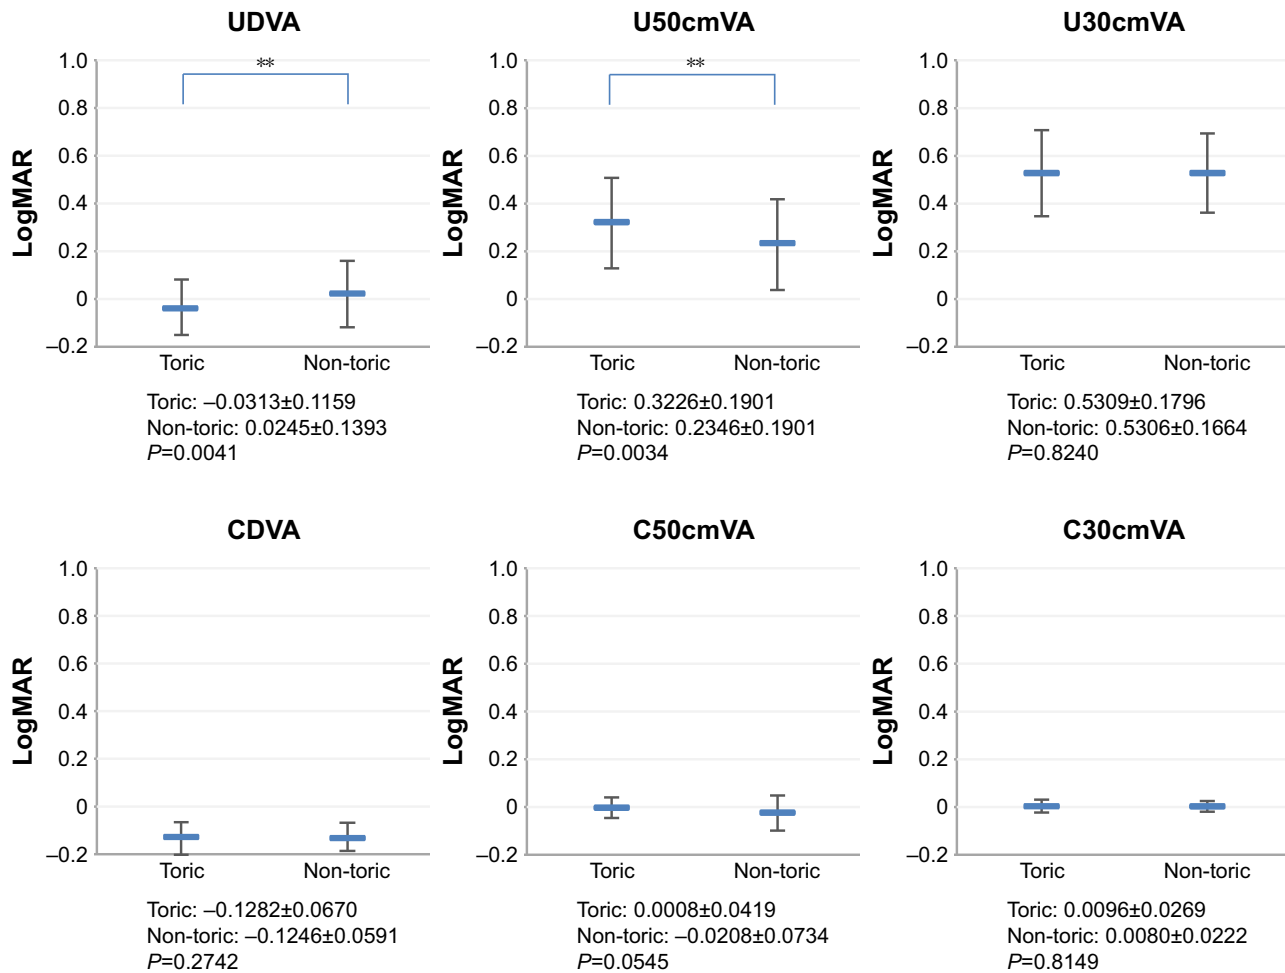 UDVA
1.0
0.8
0.6
0.4
0.2
0
–0.2
LogMAR
**
Toric Non-toric
Toric: –0.0313±0.1159
Non-toric: 0.0245±0.1393
P=0.0041
U50cmVA
1.0
0.8
0.6
0.4
0.2
0
–0.2
LogMAR
**
Toric Non-toric
Toric: 0.3226±0.1901
Non-toric: 0.2346±0.1901
P=0.0034
U30cmVA
1.0
0.8
0.6
0.4
0.2
0
–0.2
LogMAR
Toric Non-toric
Toric: 0.5309±0.1796
Non-toric: 0.5306±0.1664
P=0.8240
CDVA
1.0
0.8
0.6
0.4
0.2
0
–0.2
LogMAR
Toric Non-toric
Toric: –0.1282±0.0670
Non-toric: –0.1246±0.0591
P=0.2742
C50cmVA
1.0
0.8
0.6
0.4
0.2
0
–0.2
LogMAR
Toric Non-toric
Toric: 0.0008±0.0419
Non-toric: –0.0208±0.0734
P=0.0545
C30cmVA
1.0
0.8
0.6
0.4
0.2
0
–0.2
LogMAR
Toric Non-toric
Toric: 0.0096±0.0269
Non-toric: 0.0080±0.0222
P=0.8149